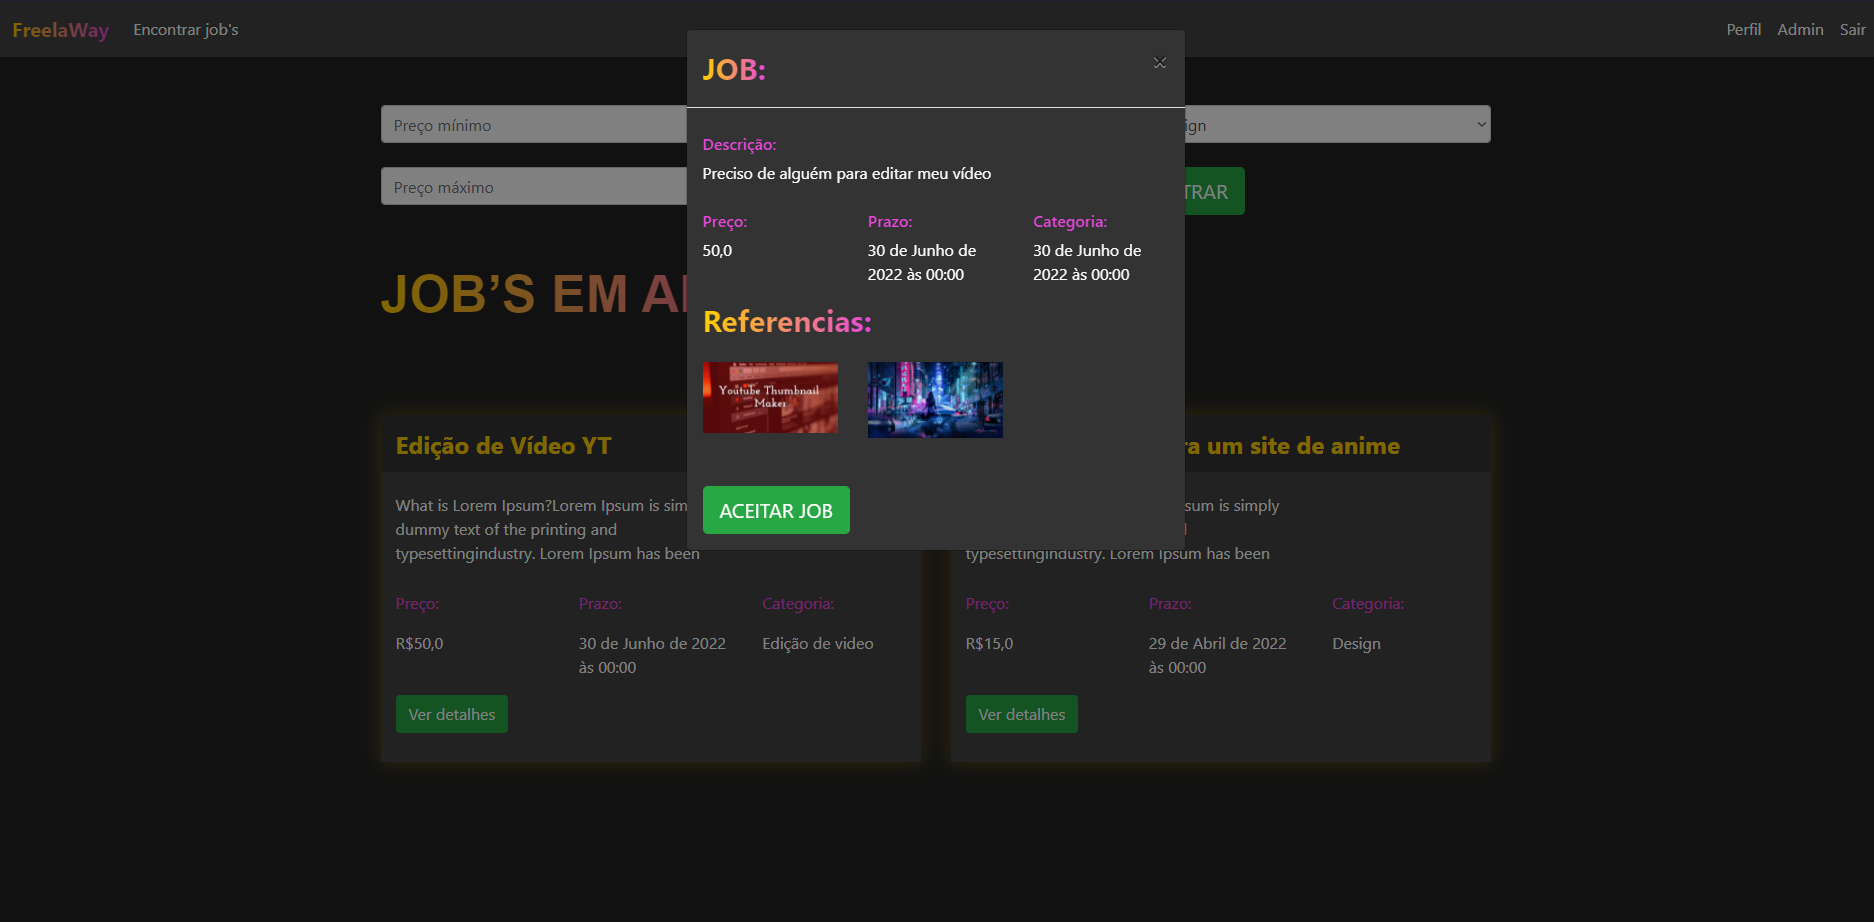 FreelaWay Encontrar job's Perfil Admin Sair
JOB:
×
Preço mínimo
ign
Descrição:
Preciso de alguém para editar meu vídeo
Preço máximo
TRAR
Preço: Prazo: Categoria:
50,0 30 de Junho de 30 de Junho de
2022 às 00:00 2022 às 00:00
JOB'S EM A
Referencias:
Youtube Thumbnail
Maker
ACEITAR JOB
Edição de Vídeo YT
What is Lorem Ipsum?Lorem Ipsum is sim
dummy text of the printing and
typesettingindustry. Lorem Ipsum has been
Preço: Prazo: Categoria:
R$50,0 30 de Junho de 2022 Edição de video
às 00:00
Ver detalhes
ra um site de anime
sum is simply
typesettingindustry. Lorem Ipsum has been
Preço: Prazo: Categoria:
R$15,0 29 de Abril de 2022 Design
às 00:00
Ver detalhes